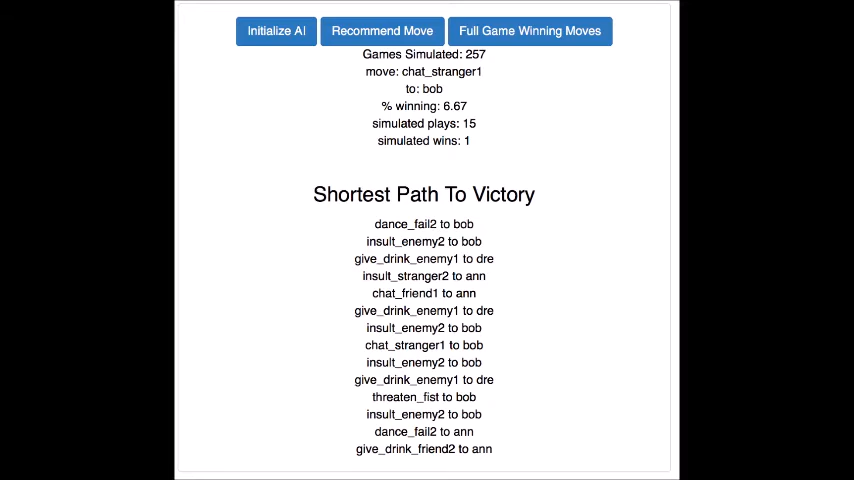 Initialize AI Recommend Move Full Game Winning Moves
Games Simulated: 257
move: chat_stranger1
to: bob
% winning: 6.67
simulated plays: 15
simulated wins: 1
Shortest Path To Victory
dance_fail2 to bob
insult_enemy2 to bob
give_drink_enemy1 to dre
insult_stranger2 to ann
chat_friend1 to ann
give_drink_enemy1 to dre
insult_enemy2 to bob
chat_stranger1 to bob
insult_enemy2 to bob
give_drink_enemy1 to dre
threaten_fist to bob
insult_enemy2 to bob
dance_fail2 to ann
give_drink_friend2 to ann